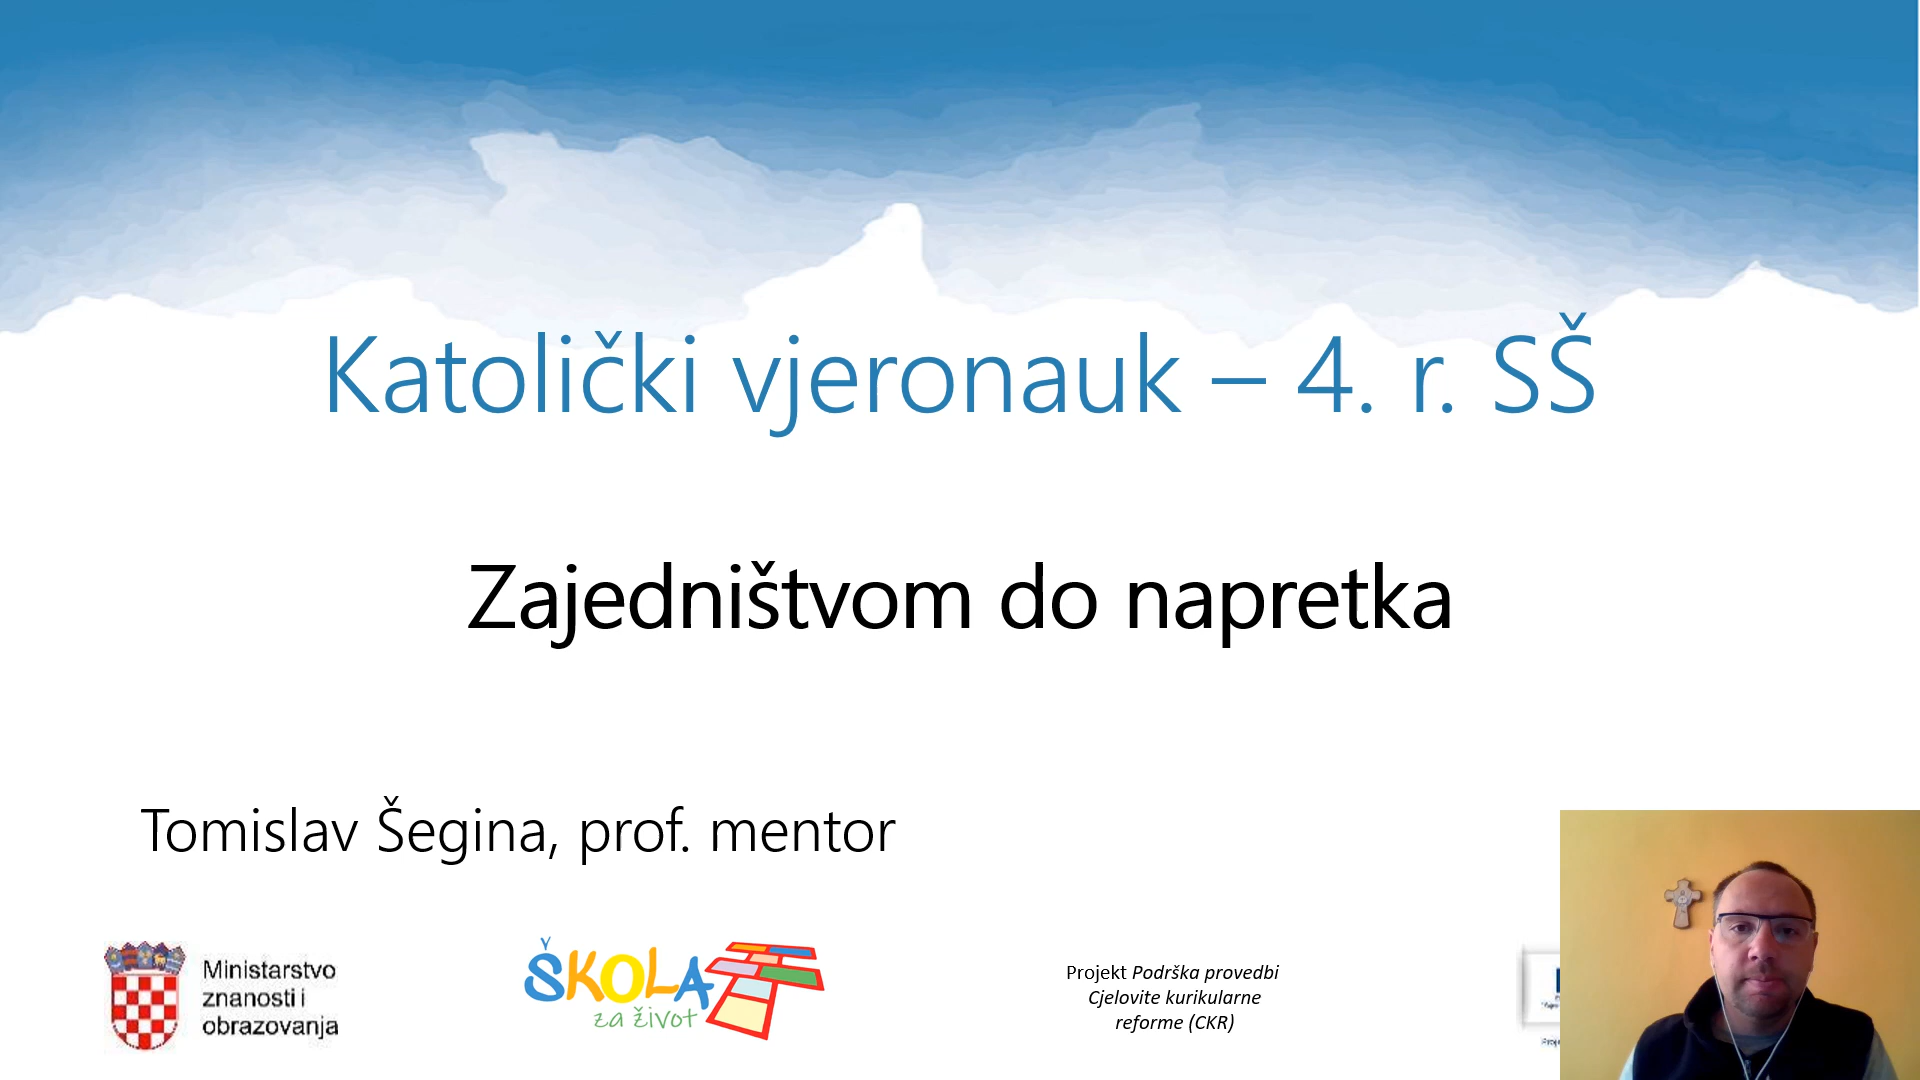 Katolički vjeronauk – 4. r. SŠ
Zajedništvom do napretka
Tomislav Šegina, prof. mentor
Ministarstvo
znanosti i
obrazovanja
ŠKOLA
za život
Projekt Podrška provedbi
Cjelovite kurikularne
reforme (CKR)